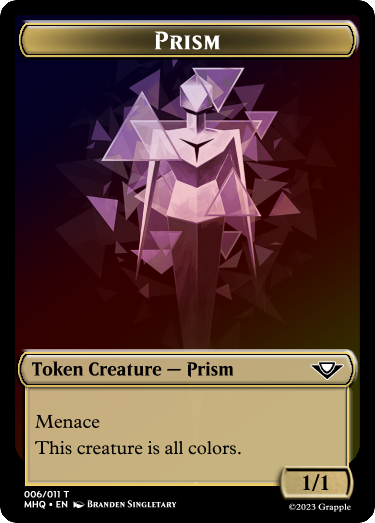 Prism
Token Creature — Prism
Menace
This creature is all colors.
1/1
006/011 T
MHQ • EN Branden Singletary
©2023 Grapple